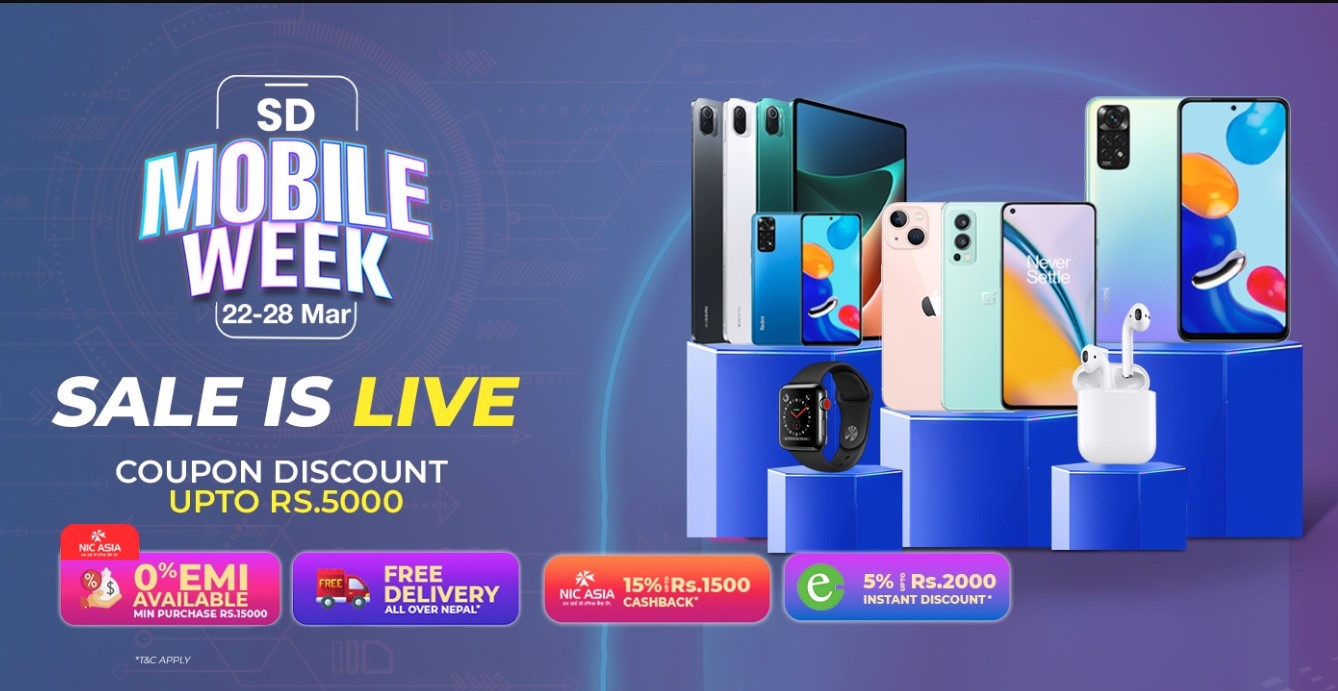 SD
MOBILE
WEEK
22-28 Mar
SALE IS LIVE
COUPON DISCOUNT
UPTO RS.5000
NIC ASIA
0% EMI
AVAILABLE
MIN PURCHASE RS.15000
FREE
FREE
DELIVERY
ALL OVER NEPAL*
NIC ASIA
15% Rs.1500
CASHBACK*
e
5% UPTO Rs.2000
INSTANT DISCOUNT*
*T&C APPLY
Redmi
Never
Settle